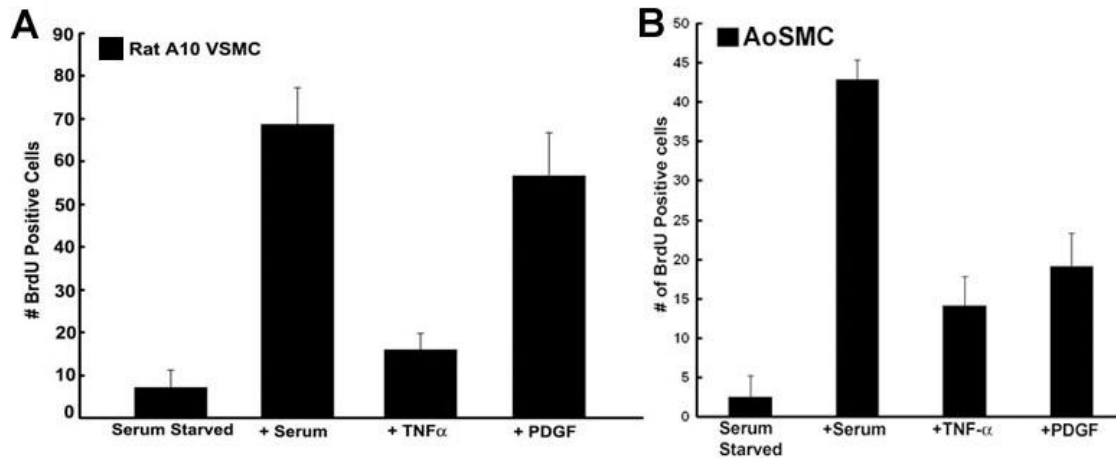 A
Rat A10 VSMC
# BrdU Positive Cells
90
80
70
60
50
40
30
20
10
0
Serum Starved
+ Serum
+ TNFα
+ PDGF
B
AoSMC
# of BrdU Positive cells
50
45
40
35
30
25
20
15
10
5
0
Serum
Starved
+Serum
+TNF-α
+PDGF